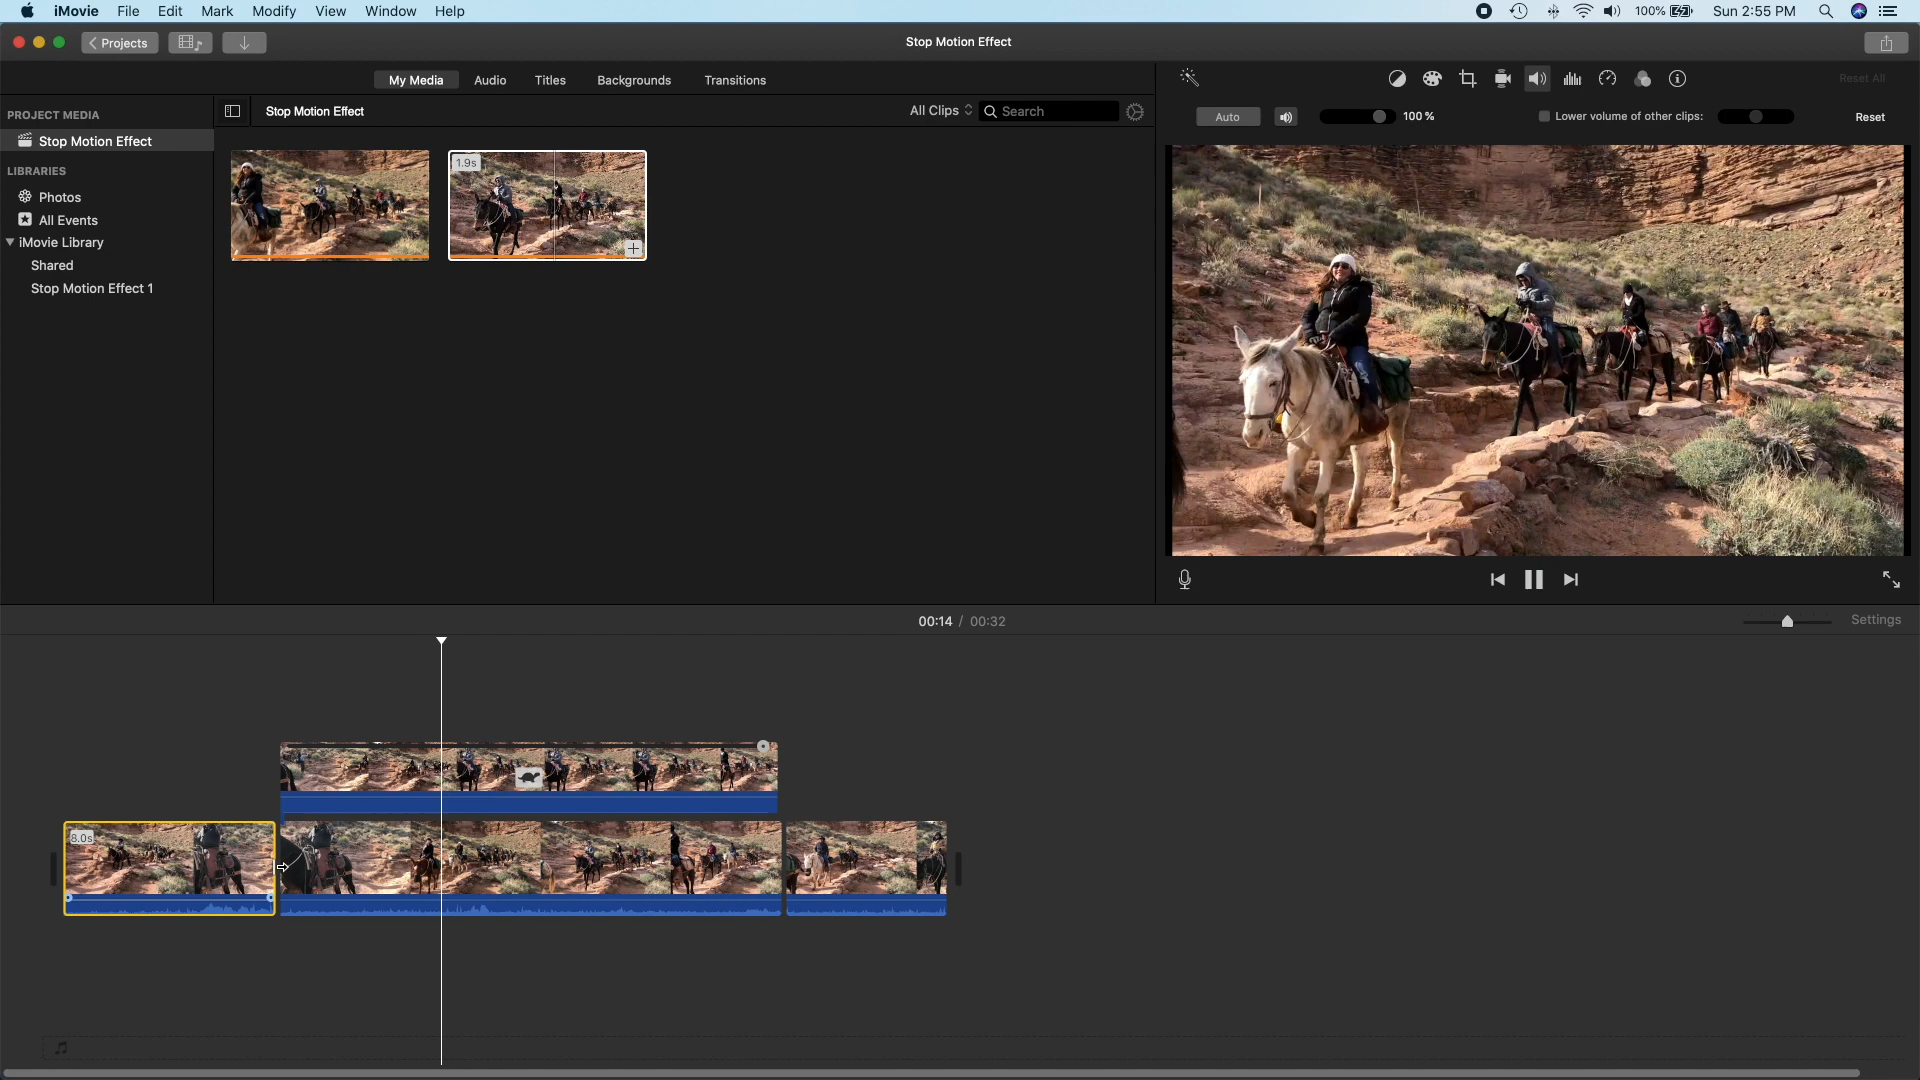 iMovie File Edit Mark Modify View Window Help
100% Sun 2:55 PM
Projects
Stop Motion Effect
My Media Audio Titles Backgrounds Transitions
Reset All
PROJECT MEDIA
Stop Motion Effect
LIBRARIES
Photos
All Events
iMovie Library
Shared
Stop Motion Effect 1
Stop Motion Effect
All Clips
Search
Auto
100 %
Lower volume of other clips:
Reset
1.9s
00:14 / 00:32
Settings
8.0s